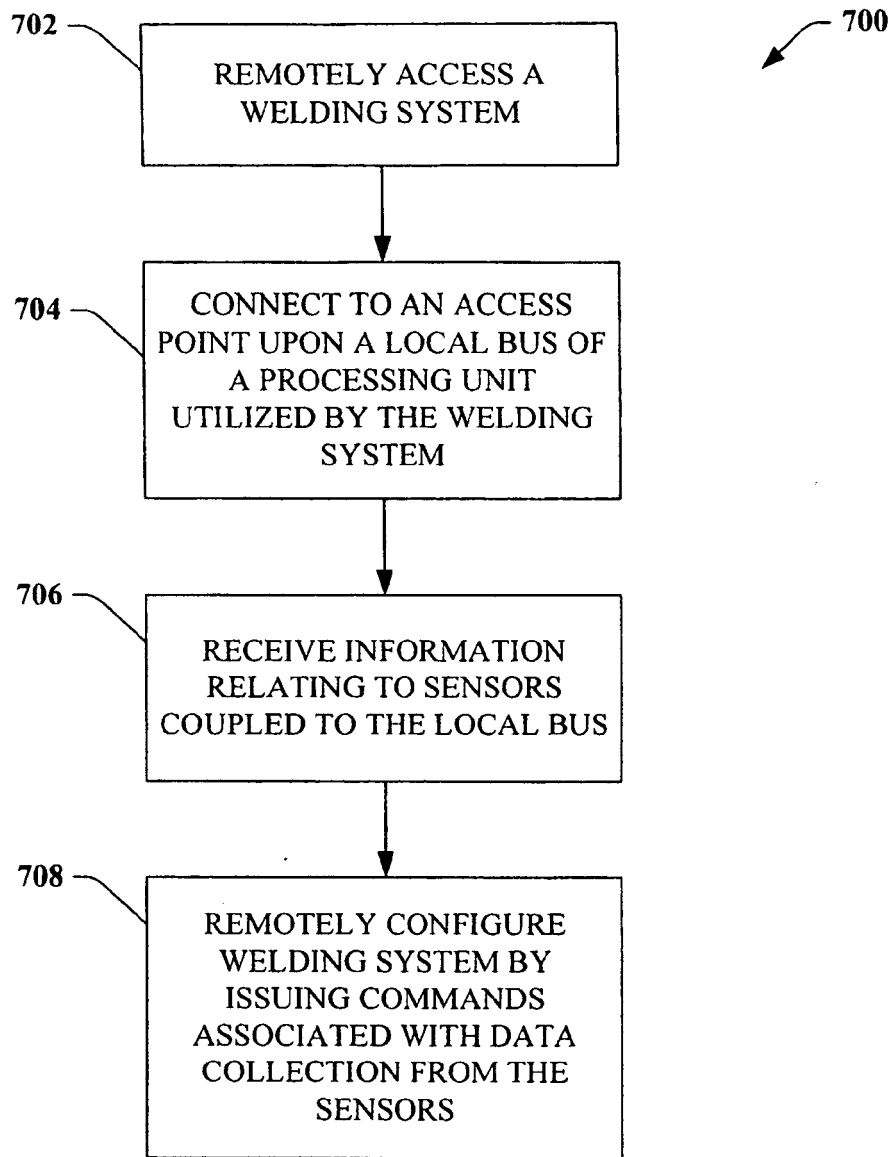 702
700
REMOTELY ACCESS A
WELDING SYSTEM
704
CONNECT TO AN ACCESS
POINT UPON A LOCAL BUS OF
A PROCESSING UNIT
UTILIZED BY THE WELDING
SYSTEM
706
RECEIVE INFORMATION
RELATING TO SENSORS
COUPLED TO THE LOCAL BUS
708
REMOTELY CONFIGURE
WELDING SYSTEM BY
ISSUING COMMANDS
ASSOCIATED WITH DATA
COLLECTION FROM THE
SENSORS